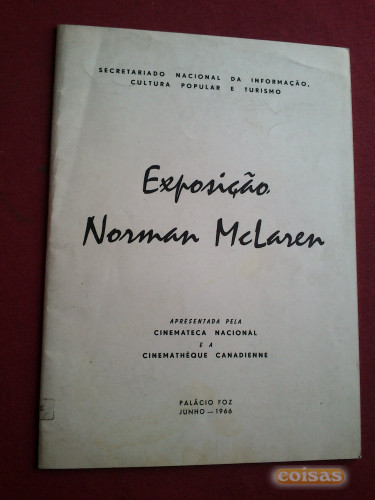 SECRETARIADO NACIONAL DA INFORMAÇÃO,
CULTURA POPULAR E TURISMO
Exposição
Norman McLaren
APRESENTADA PELA
CINEMATECA NACIONAL
E A
CINEMATHÈQUE CANADIENNE
PALÁCIO FOZ
JUNHO — 1966
coisas